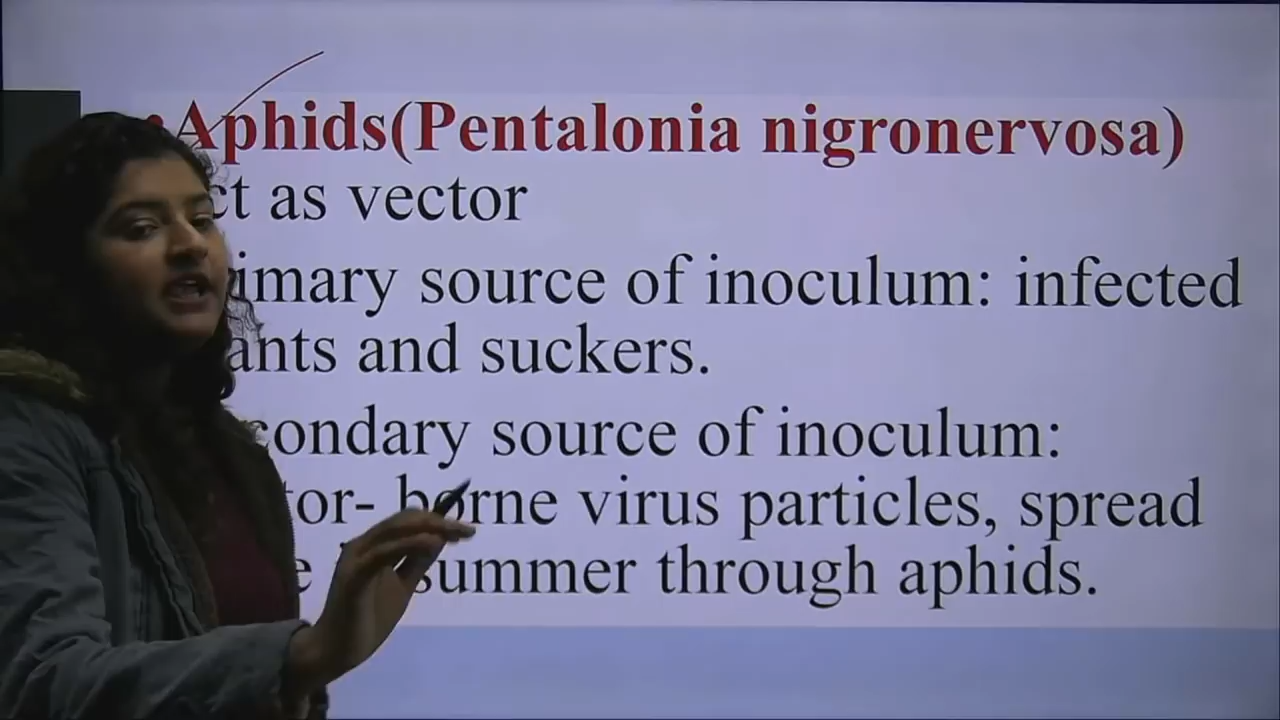 •Aphids(Pentalonia nigronervosa)
ct as vector
imary source of inoculum: infected
ants and suckers.
condary source of inoculum:
tor- borne virus particles, spread
e summer through aphids.